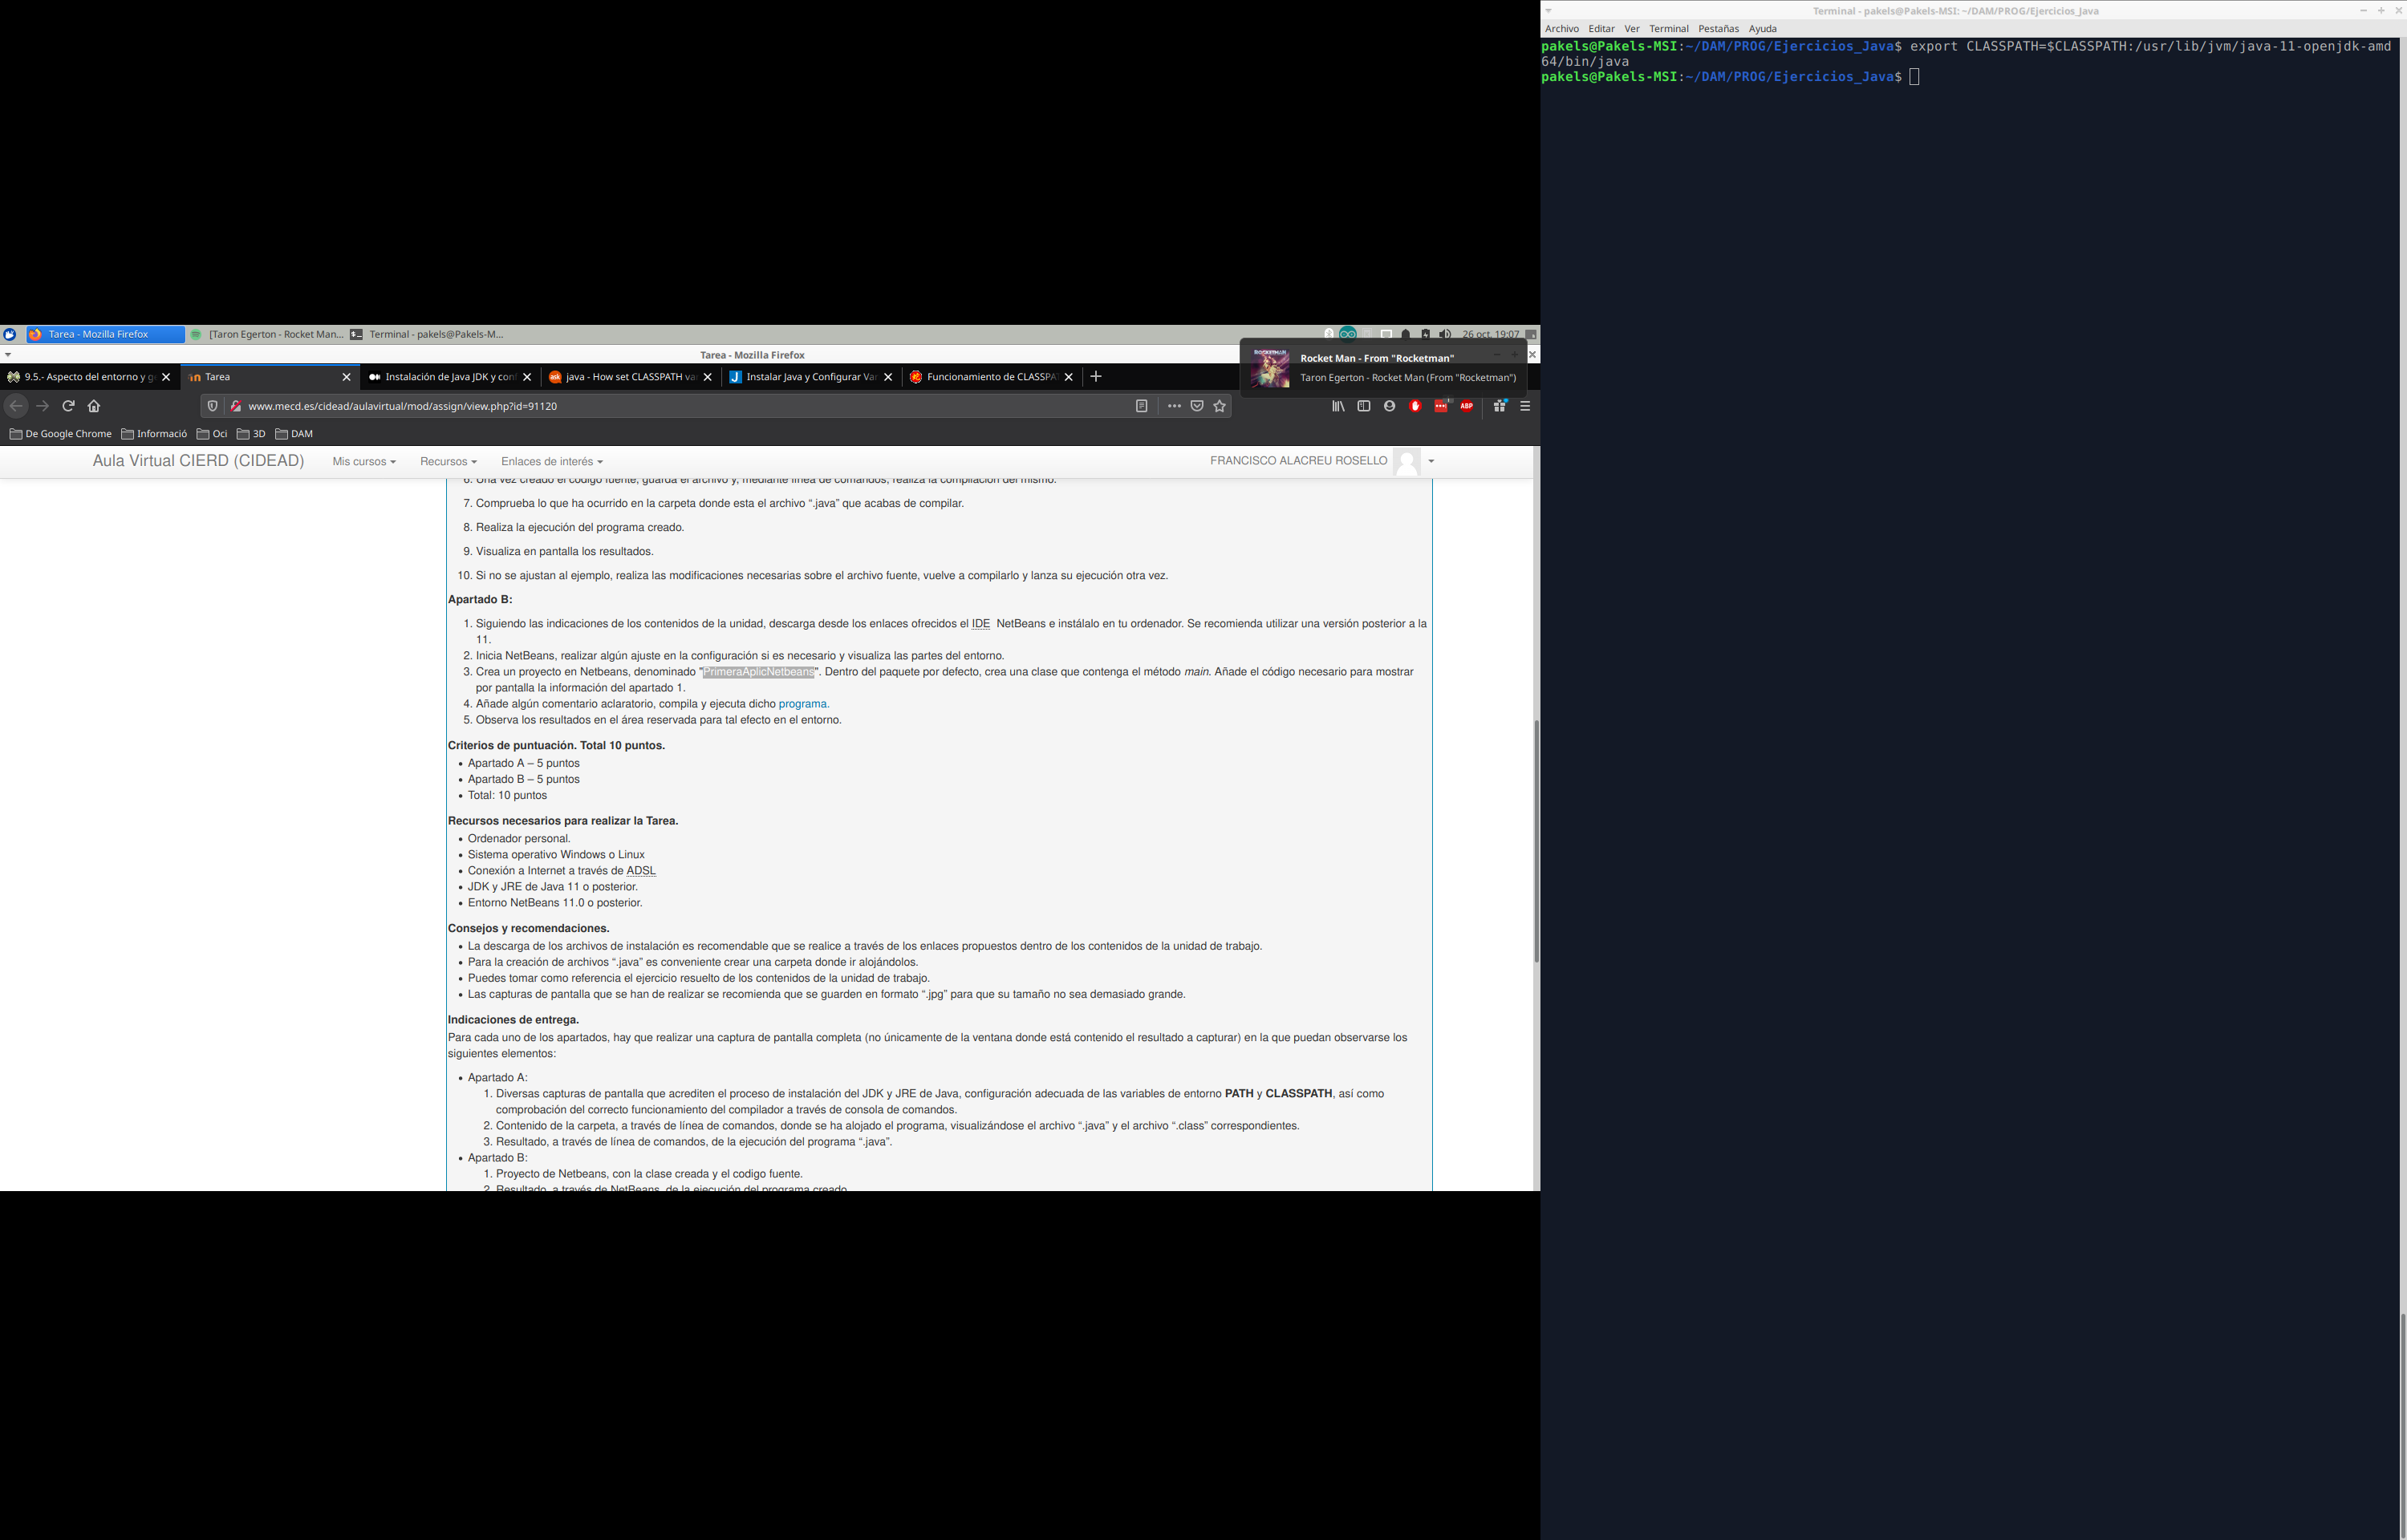 Tarea - Mozilla Firefox
[Taron Egerton - Rocket Man...
Terminal - pakels@Pakels-M...
26 oct, 19:07
Tarea - Mozilla Firefox
Rocket Man - From "Rocketman"
Taron Egerton - Rocket Man (From "Rocketman")
9.5.- Aspecto del entorno y g
Tarea
Instalación de Java JDK y conf
java - How set CLASSPATH va
Instalar Java y Configurar Var
Funcionamiento de CLASSPA
www.mecd.es/cidead/aulavirtual/mod/assign/view.php?id=91120
ABP
De Google Chrome
Informació
Oci
3D
DAM
Aula Virtual CIERD (CIDEAD)
Mis cursos
Recursos
Enlaces de interés
FRANCISCO ALACREU ROSELLO
6. Una vez creado el código fuente, guarda el archivo y, mediante línea de comandos, realiza la compilación del mismo.
7. Comprueba lo que ha ocurrido en la carpeta donde esta el archivo “.java” que acabas de compilar.
8. Realiza la ejecución del programa creado.
9. Visualiza en pantalla los resultados.
10. Si no se ajustan al ejemplo, realiza las modificaciones necesarias sobre el archivo fuente, vuelve a compilarlo y lanza su ejecución otra vez.
Apartado B:
1. Siguiendo las indicaciones de los contenidos de la unidad, descarga desde los enlaces ofrecidos el IDE NetBeans e instálalo en tu ordenador. Se recomienda utilizar una versión posterior a la
11.
2. Inicia NetBeans, realizar algún ajuste en la configuración si es necesario y visualiza las partes del entorno.
3. Crea un proyecto en Netbeans, denominado "PrimeraAplicNetbeans". Dentro del paquete por defecto, crea una clase que contenga el método main. Añade el código necesario para mostrar
por pantalla la información del apartado 1.
4. Añade algún comentario aclaratorio, compila y ejecuta dicho programa.
5. Observa los resultados en el área reservada para tal efecto en el entorno.
Criterios de puntuación. Total 10 puntos.
• Apartado A – 5 puntos
• Apartado B – 5 puntos
• Total: 10 puntos
Recursos necesarios para realizar la Tarea.
• Ordenador personal.
• Sistema operativo Windows o Linux
• Conexión a Internet a través de ADSL
• JDK y JRE de Java 11 o posterior.
• Entorno NetBeans 11.0 o posterior.
Consejos y recomendaciones.
• La descarga de los archivos de instalación es recomendable que se realice a través de los enlaces propuestos dentro de los contenidos de la unidad de trabajo.
• Para la creación de archivos “.java” es conveniente crear una carpeta donde ir alojándolos.
• Puedes tomar como referencia el ejercicio resuelto de los contenidos de la unidad de trabajo.
• Las capturas de pantalla que se han de realizar se recomienda que se guarden en formato “.jpg” para que su tamaño no sea demasiado grande.
Indicaciones de entrega.
Para cada uno de los apartados, hay que realizar una captura de pantalla completa (no únicamente de la ventana donde está contenido el resultado a capturar) en la que puedan observarse los
siguientes elementos:
• Apartado A:
1. Diversas capturas de pantalla que acrediten el proceso de instalación del JDK y JRE de Java, configuración adecuada de las variables de entorno PATH y CLASSPATH, así como
comprobación del correcto funcionamiento del compilador a través de consola de comandos.
2. Contenido de la carpeta, a través de línea de comandos, donde se ha alojado el programa, visualizándose el archivo “.java” y el archivo “.class” correspondientes.
3. Resultado, a través de línea de comandos, de la ejecución del programa “.java”.
• Apartado B:
1. Proyecto de Netbeans, con la clase creada y el codigo fuente.
2. Resultado, a través de NetBeans, de la ejecución del programa creado
Terminal - pakels@Pakels-MSI: ~/DAM/PROG/Ejercicios_Java
Archivo Editar Ver Terminal Pestañas Ayuda
pakels@Pakels-MSI:~/DAM/PROG/Ejercicios_Java$ export CLASSPATH=$CLASSPATH:/usr/lib/jvm/java-11-openjdk-amd
64/bin/java
pakels@Pakels-MSI:~/DAM/PROG/Ejercicios_Java$